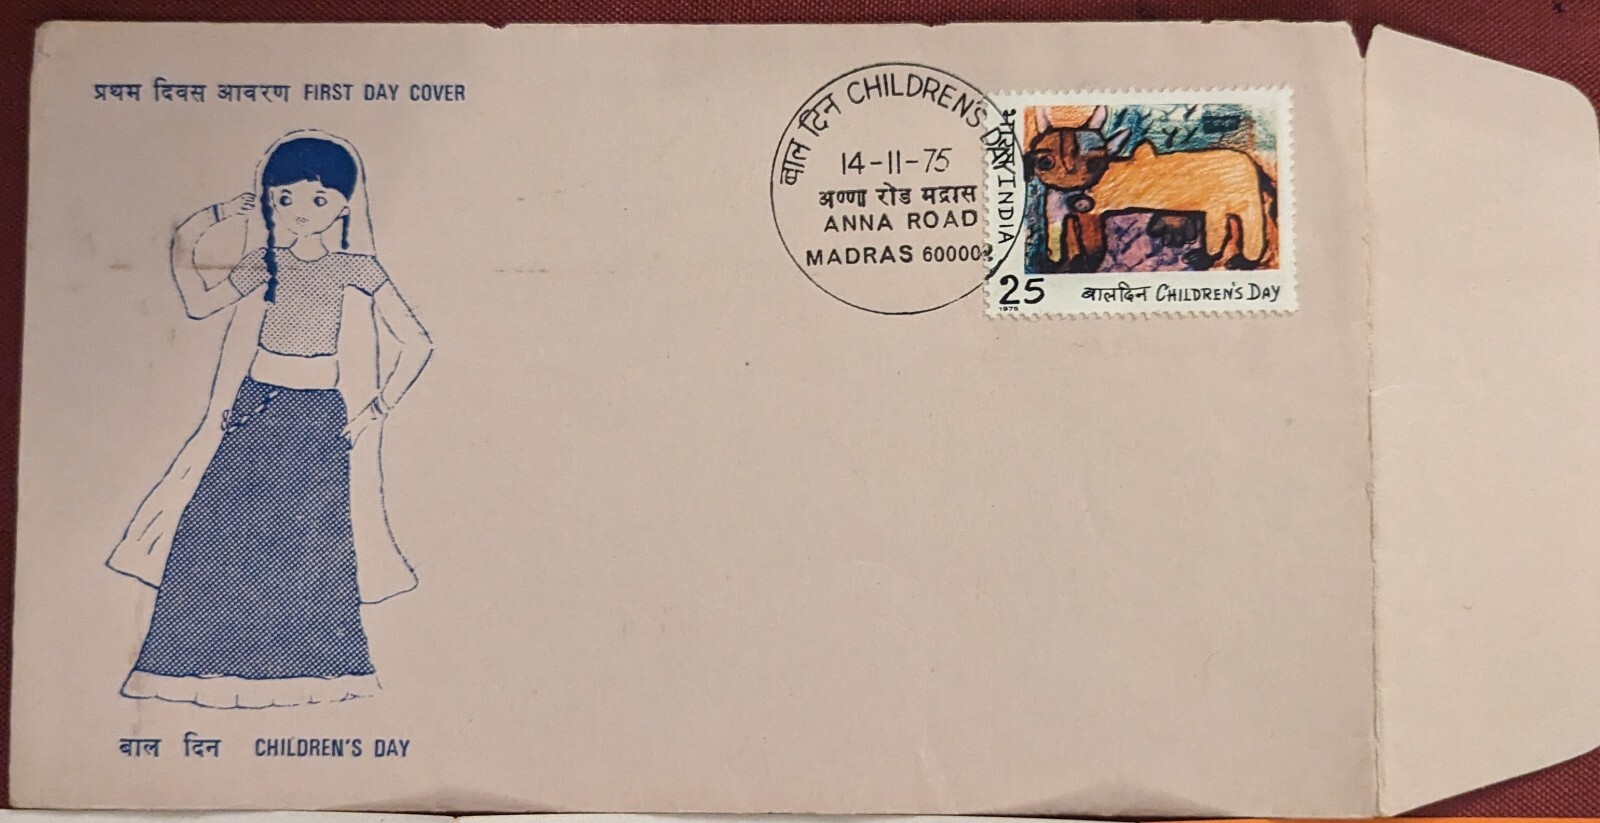 प्रथम दिवस आवरण FIRST DAY COVER
बाल दिन CHILDREN'S DAY
14-11-75
अण्णा रोड मद्रास
ANNA ROAD
MADRAS 600002
भारत INDIA
25
1975
बालदिन CHILDREN'S DAY
बाल दिन CHILDREN'S DAY